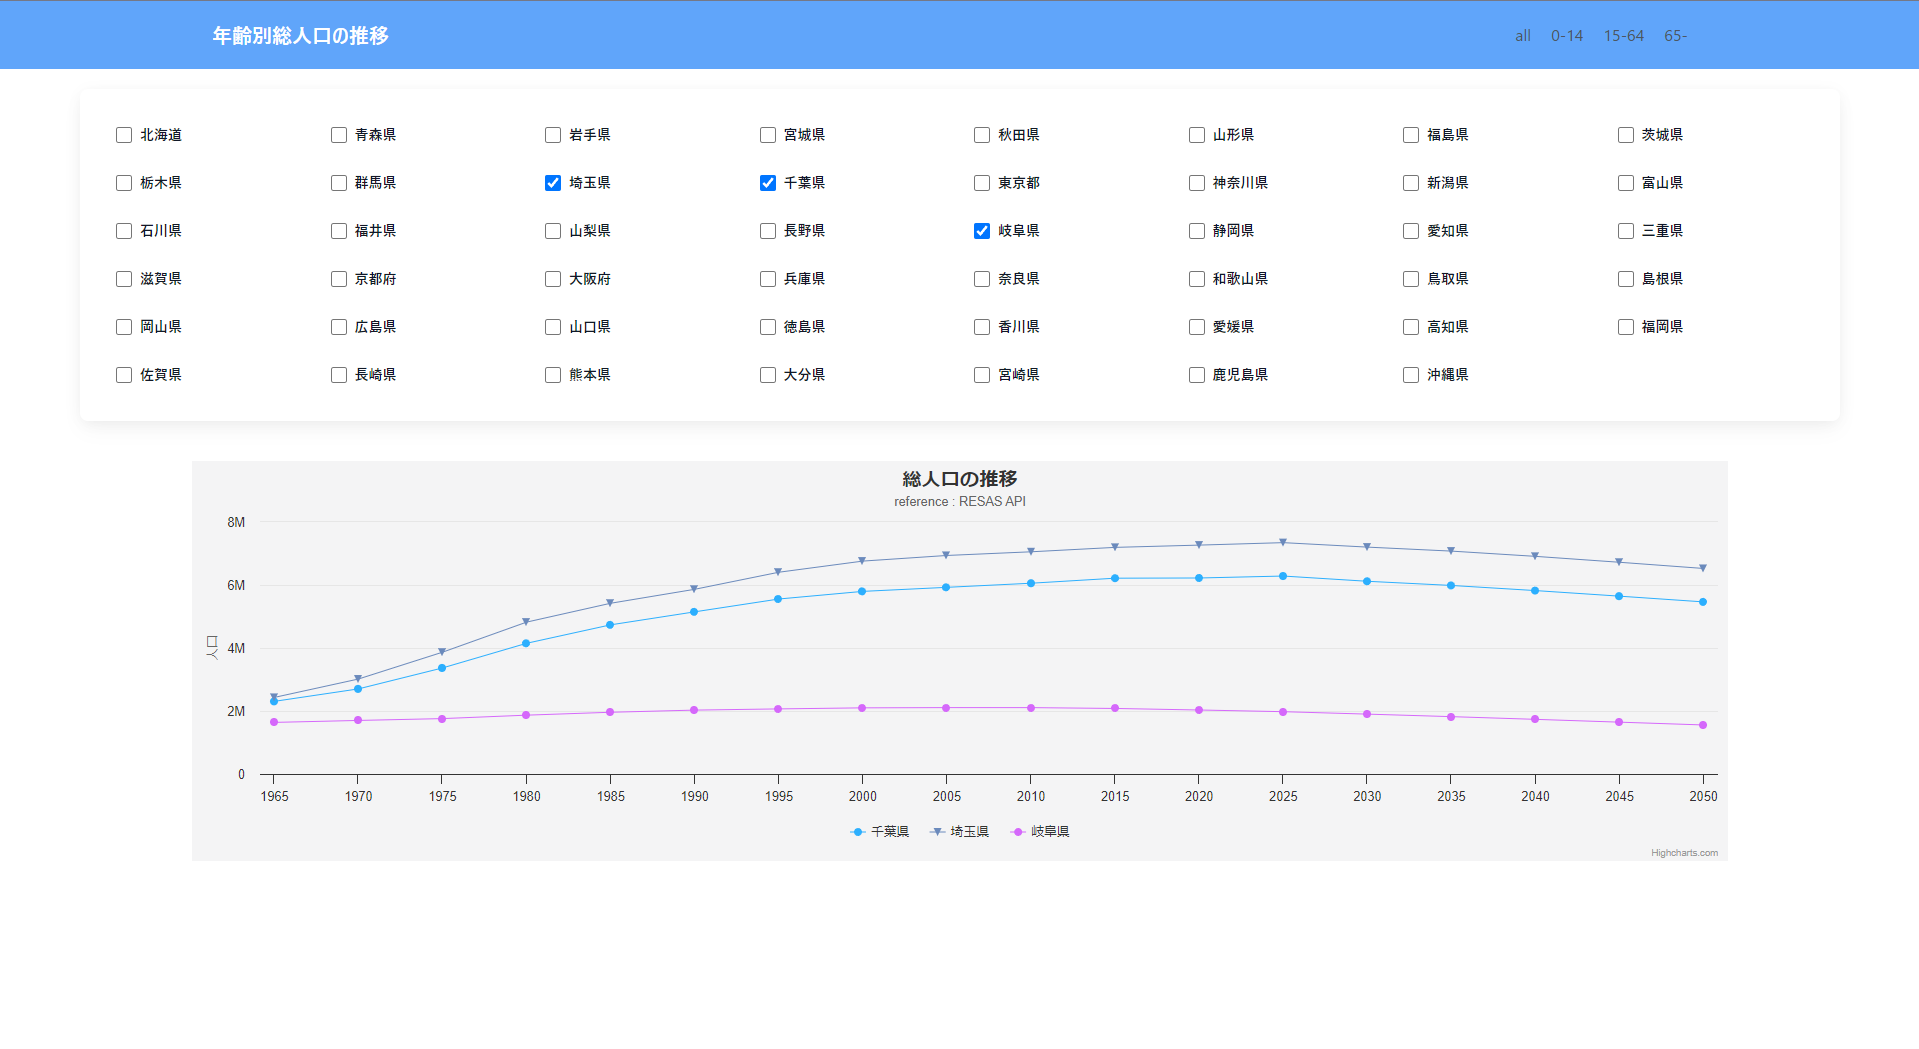 年齢別総人口の推移 all 0-14 15-64 65-
北海道 青森県 岩手県 宮城県 秋田県 山形県 福島県 茨城県
栃木県 群馬県 埼玉県 千葉県 東京都 神奈川県 新潟県 富山県
石川県 福井県 山梨県 長野県 岐阜県 静岡県 愛知県 三重県
滋賀県 京都府 大阪府 兵庫県 奈良県 和歌山県 鳥取県 島根県
岡山県 広島県 山口県 徳島県 香川県 愛媛県 高知県 福岡県
佐賀県 長崎県 熊本県 大分県 宮崎県 鹿児島県 沖縄県
総人口の推移
reference : RESAS API
人口
8M
6M
4M
2M
0
1965 1970 1975 1980 1985 1990 1995 2000 2005 2010 2015 2020 2025 2030 2035 2040 2045 2050
千葉県 埼玉県 岐阜県
Highcharts.com